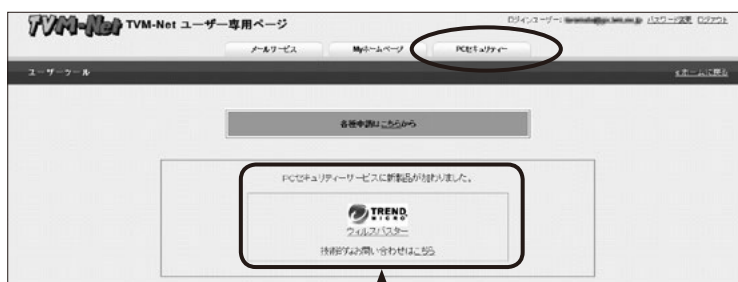 TVM-Net TVM-Net ユーザー専用ページ
ログインユーザー: パスワード変更 ログアウト
メールサービス Myホームページ PCセキュリティー
ユーザーツール
ホームに戻る
各種申請はこちらから
PCセキュリティーサービスに新製品が加わりました。
TREND MICRO
ウィルスバスター
技術的なお問い合わせはこちら